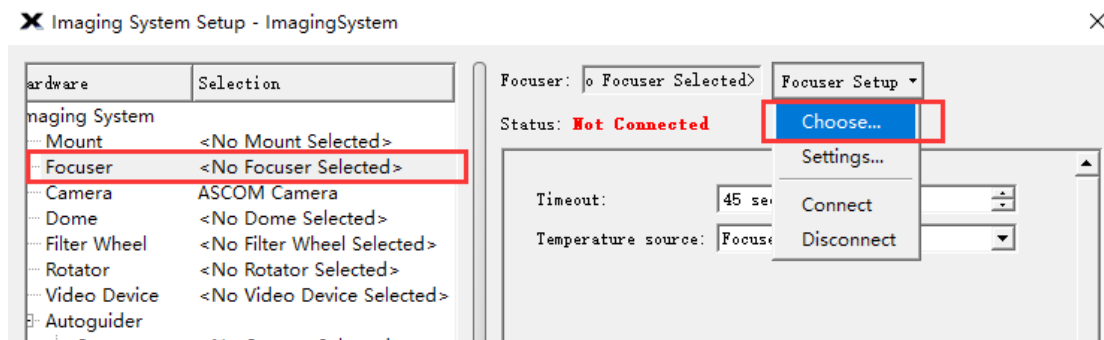 Imaging System Setup - ImagingSystem
ardware Selection
maging System
Mount <No Mount Selected>
Focuser <No Focuser Selected>
Camera ASCOM Camera
Dome <No Dome Selected>
Filter Wheel <No Filter Wheel Selected>
Rotator <No Rotator Selected>
Video Device <No Video Device Selected>
Autoguider
Focuser: o Focuser Selected> Focuser Setup
Status: Not Connected
Choose...
Settings...
Connect
Disconnect
Timeout: 45 se
Temperature source: Focuse